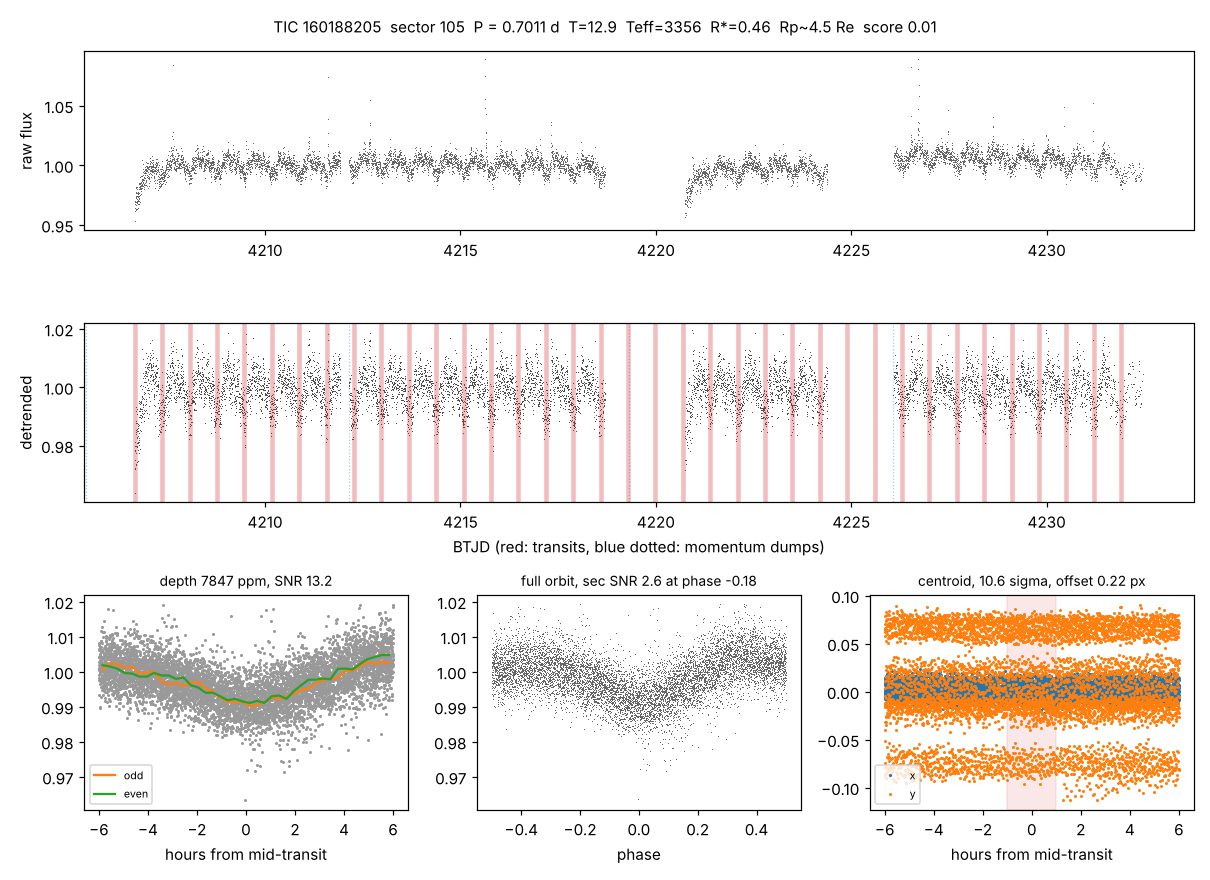 TIC 160188205 sector 105 P = 0.7011 d T=12.9 Teff=3356 R*=0.46 Rp~4.5 Re score 0.01
raw flux
1.05
1.00
0.95
4210 4215 4220 4225 4230
detrended
1.02
1.00
0.98
4210 4215 4220 4225 4230
BTJD (red: transits, blue dotted: momentum dumps)
depth 7847 ppm, SNR 13.2
1.02
1.01
1.00
0.99
0.98
0.97
odd
even
−6 −4 −2 0 2 4 6
hours from mid-transit
full orbit, sec SNR 2.6 at phase -0.18
1.02
1.01
1.00
0.99
0.98
0.97
−0.4 −0.2 0.0 0.2 0.4
phase
centroid, 10.6 sigma, offset 0.22 px
0.10
0.05
0.00
−0.05
−0.10
x
y
−6 −4 −2 0 2 4 6
hours from mid-transit